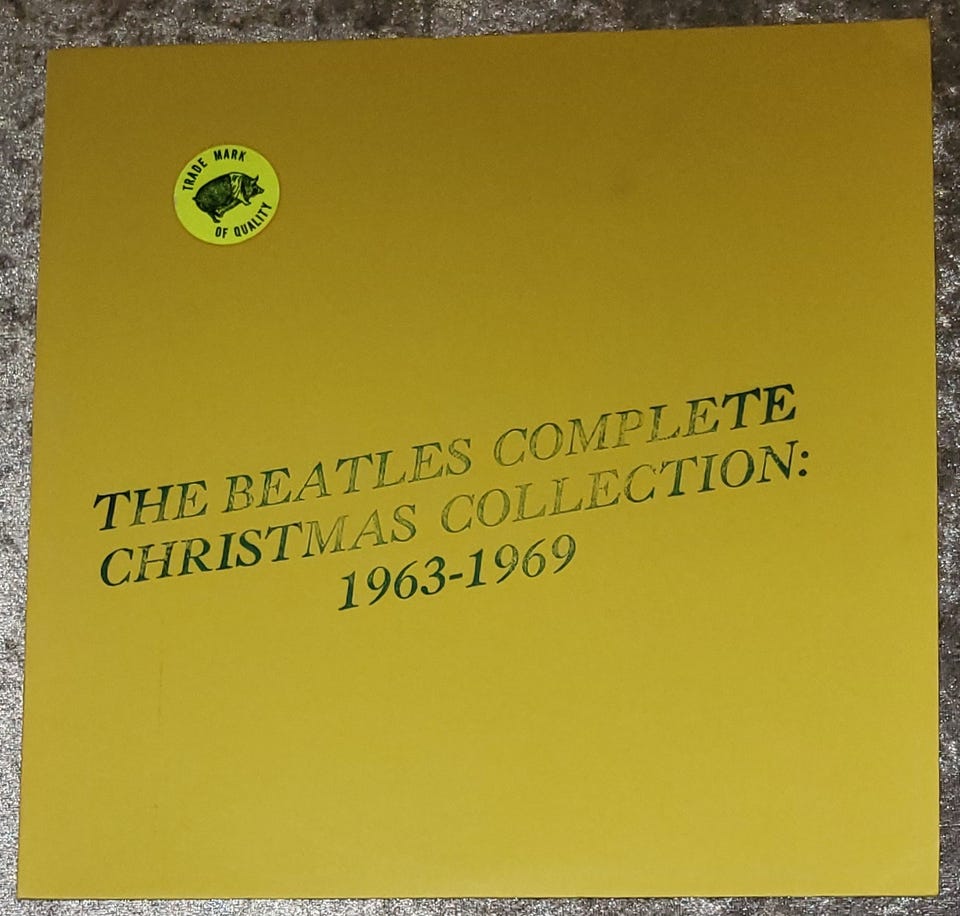 TRADE MARK
OF QUALITY
THE BEATLES COMPLETE
CHRISTMAS COLLECTION:
1963-1969